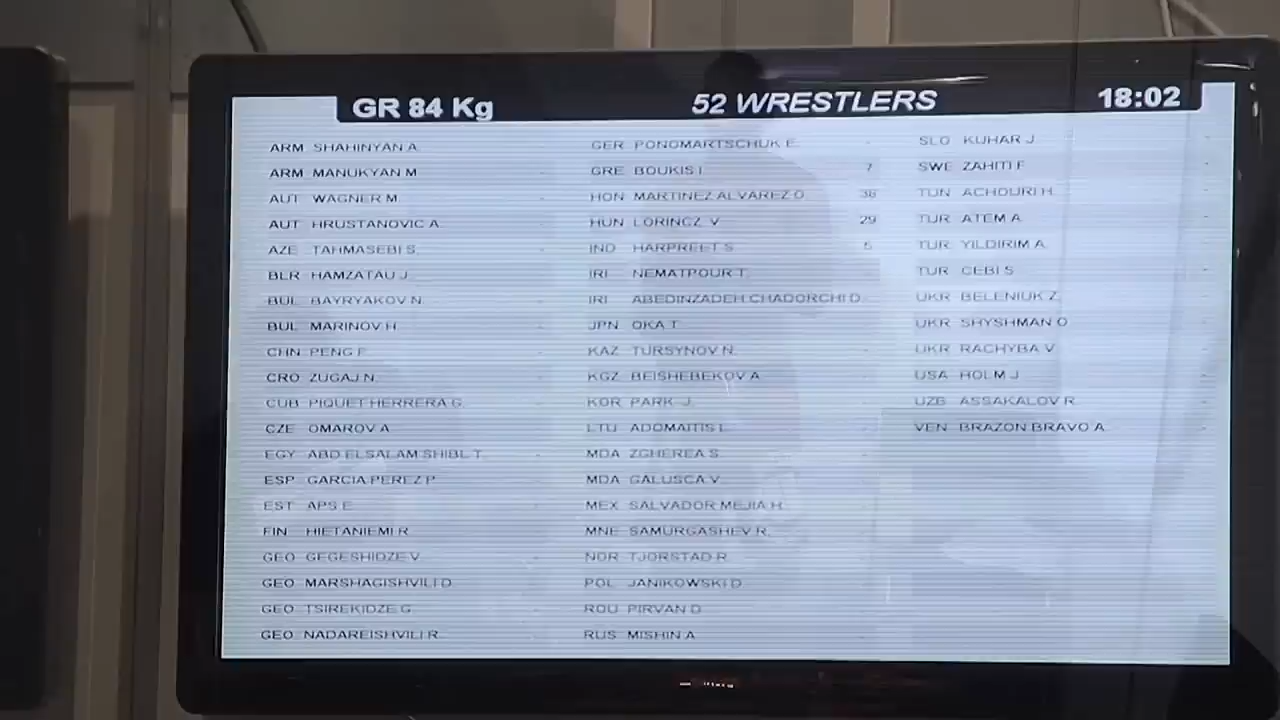 GR 84 Kg 52 WRESTLERS 18:02
ARM SHAHINYAN A.
ARM MANUKYAN M. -
AUT WAGNER M. -
AUT HRUSTANOVIC A. -
AZE TAHMASEBI S. -
BLR HAMZATAU J. -
BUL BAYRYAKOV N. -
BUL MARINOV H. -
CHN PENG F. -
CRO ZUGAJ N. -
CUB PIQUET HERRERA G. -
CZE OMAROV A. -
EGY ABD ELSALAM SHIBL T. -
ESP GARCIA PEREZ P. -
EST APS E. -
FIN HIETANIEMI R. -
GEO GEGESHIDZE V. -
GEO MARSHAGISHVILI D. -
GEO TSIREKIDZE G. -
GEO NADAREISHVILI R. -
GER PONOMARTSCHUK E. -
GRE BOUKIS I. 7
HON MARTINEZ ALVAREZ O. 38
HUN LORINCZ V. 29
IND HARPREET S. 5
IRI NEMATPOUR T. -
IRI ABEDINZADEH CHADORCHI D. -
JPN OKA T. -
KAZ TURSYNOV N. -
KGZ BEISHEBEKOV A. -
KOR PARK J. -
LTU ADOMAITIS L. -
MDA ZGHEREA S. -
MDA GALUSCA V. -
MEX SALVADOR MEJIA H. -
MNE SAMURGASHEV R. -
NOR TJORSTAD R.
POL JANIKOWSKI D.
ROU PIRVAN D.
RUS MISHIN A.
SLO KUHAR J. -
SWE ZAHITI F. -
TUN ACHOURI H. -
TUR ATEM A. -
TUR YILDIRIM A. -
TUR CEBI S. -
UKR BELENIUK Z. -
UKR SHYSHMAN O. -
UKR RACHYBA V. -
USA HOLM J. -
UZB ASSAKALOV R. -
VEN BRAZON BRAVO A. -